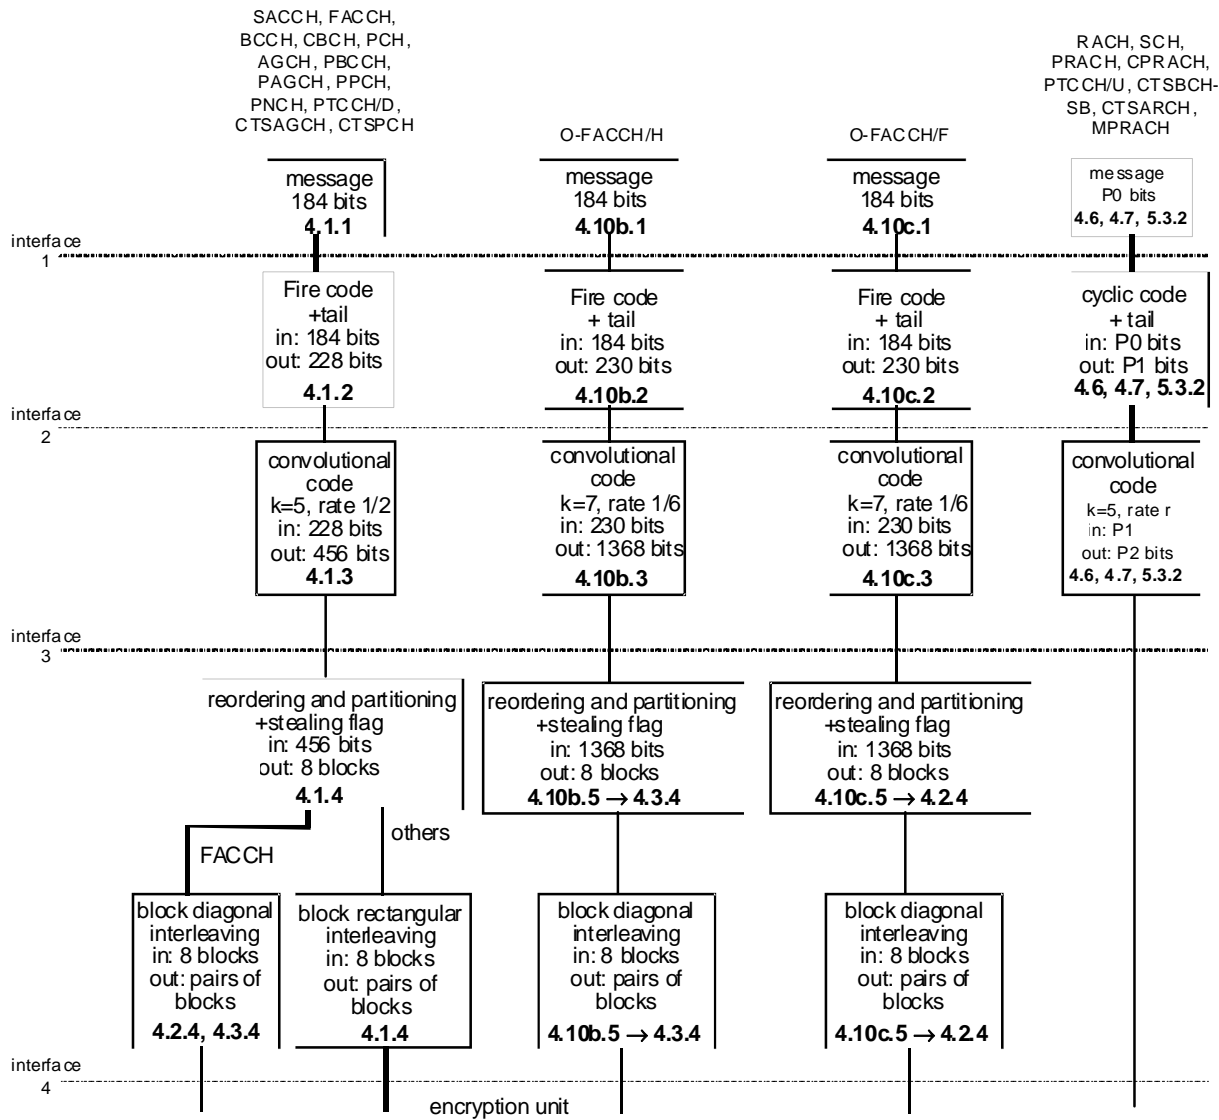 SACCH, FACCH,
BCCH, CBCH, PCH,
AGCH, PBCCH,
PAGCH, PPCH,
PNCH, PTCCH/D,
CTSAGCH, CTSPCH
O-FACCH/H
O-FACCH/F
RACH, SCH,
PRACH, CPRACH,
PTCCH/U, CTSBCH-
SB, CTSARCH,
MPRACH
message
184 bits
4.1.1
message
184 bits
4.10b.1
message
184 bits
4.10c.1
message
P0 bits
4.6, 4.7, 5.3.2
interface
1
Fire code
+tail
in: 184 bits
out: 228 bits
4.1.2
Fire code
+ tail
in: 184 bits
out: 230 bits
4.10b.2
Fire code
+ tail
in: 184 bits
out: 230 bits
4.10c.2
cyclic code
+ tail
in: P0 bits
out: P1 bits
4.6, 4.7, 5.3.2
interface
2
convolutional
code
k=5, rate 1/2
in: 228 bits
out: 456 bits
4.1.3
convolutional
code
k=7, rate 1/6
in: 230 bits
out: 1368 bits
4.10b.3
convolutional
code
k=7, rate 1/6
in: 230 bits
out: 1368 bits
4.10c.3
convolutional
code
k=5, rate r
in: P1
out: P2 bits
4.6, 4.7, 5.3.2
interface
3
reordering and partitioning
+stealing flag
in: 456 bits
out: 8 blocks
4.1.4
reordering and partitioning
+stealing flag
in: 1368 bits
out: 8 blocks
4.10b.5 → 4.3.4
reordering and partitioning
+stealing flag
in: 1368 bits
out: 8 blocks
4.10c.5 → 4.2.4
FACCH
others
block diagonal
interleaving
in: 8 blocks
out: pairs of
blocks
4.2.4, 4.3.4
block rectangular
interleaving
in: 8 blocks
out: pairs of
blocks
4.1.4
block diagonal
interleaving
in: 8 blocks
out: pairs of
blocks
4.10b.5 → 4.3.4
block diagonal
interleaving
in: 8 blocks
out: pairs of
blocks
4.10c.5 → 4.2.4
interface
4
encryption unit